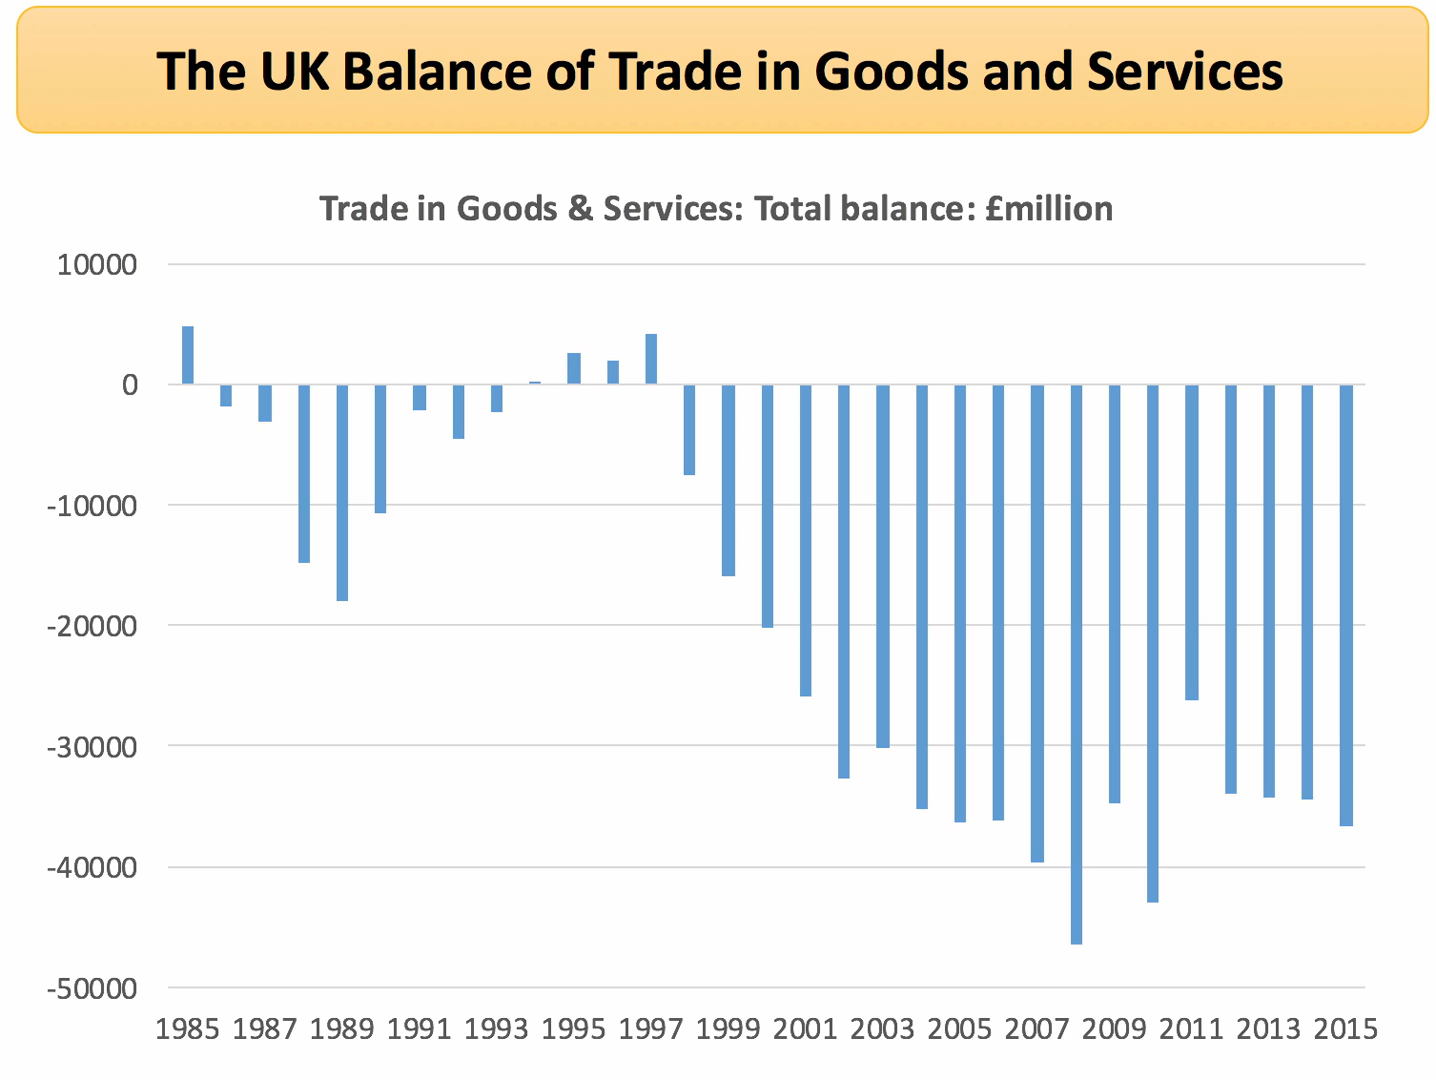 The UK Balance of Trade in Goods and Services
Trade in Goods & Services: Total balance: £million
10000
0
-10000
-20000
-30000
-40000
-50000
1985 1987 1989 1991 1993 1995 1997 1999 2001 2003 2005 2007 2009 2011 2013 2015